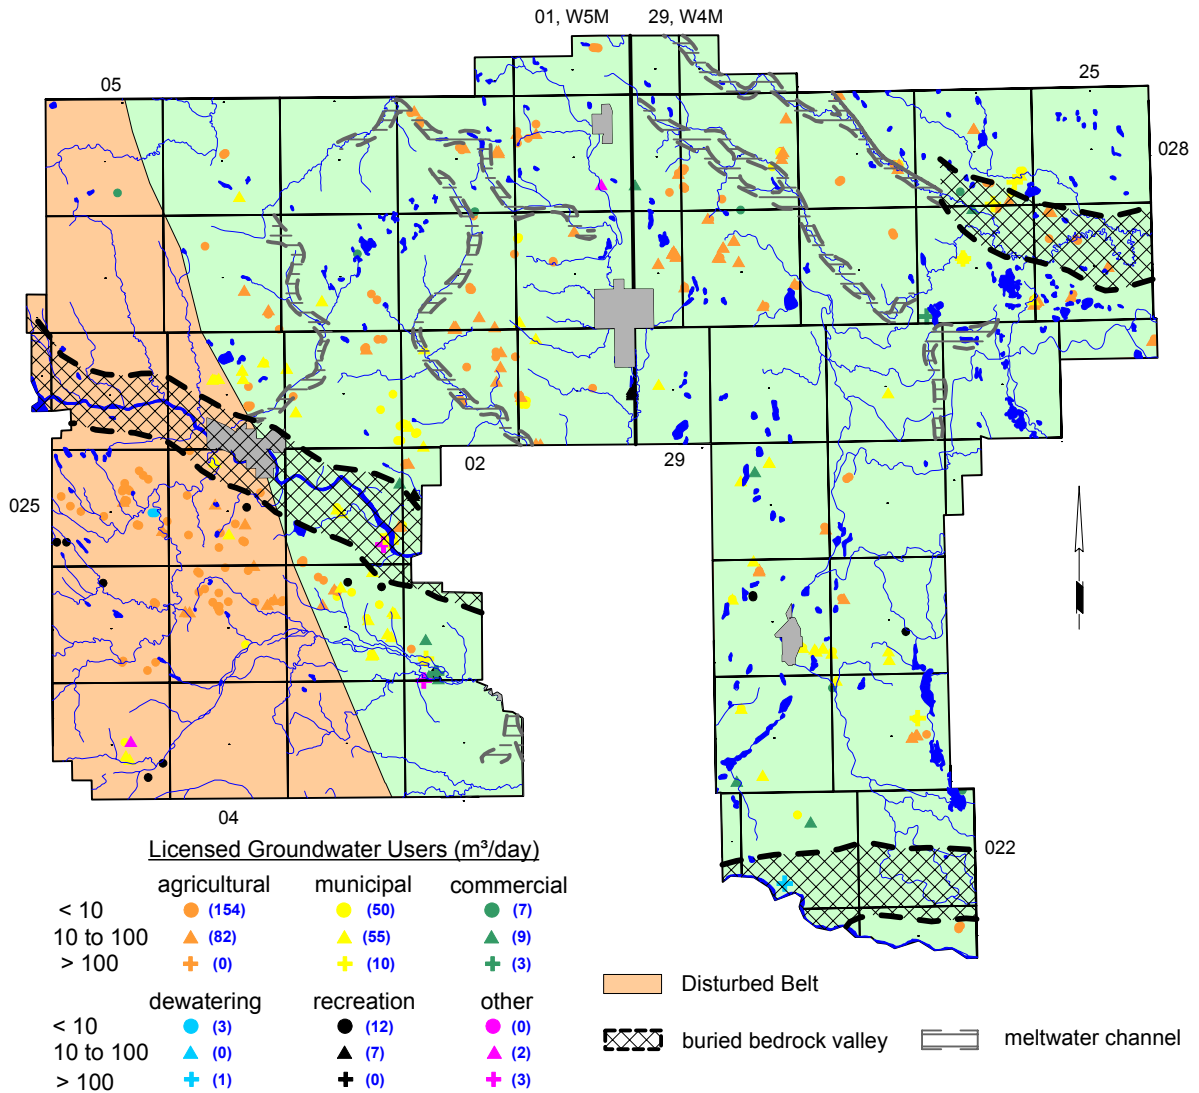 01, W5M 29, W4M
05
25
028
02
29
025
04
022
Licensed Groundwater Users (m³/day)
agricultural municipal commercial
< 10 (154) (50) (7)
10 to 100 (82) (55) (9)
> 100 (0) (10) (3)
dewatering recreation other
< 10 (3) (12) (0)
10 to 100 (0) (7) (2)
> 100 (1) (0) (3)
Disturbed Belt
buried bedrock valley meltwater channel